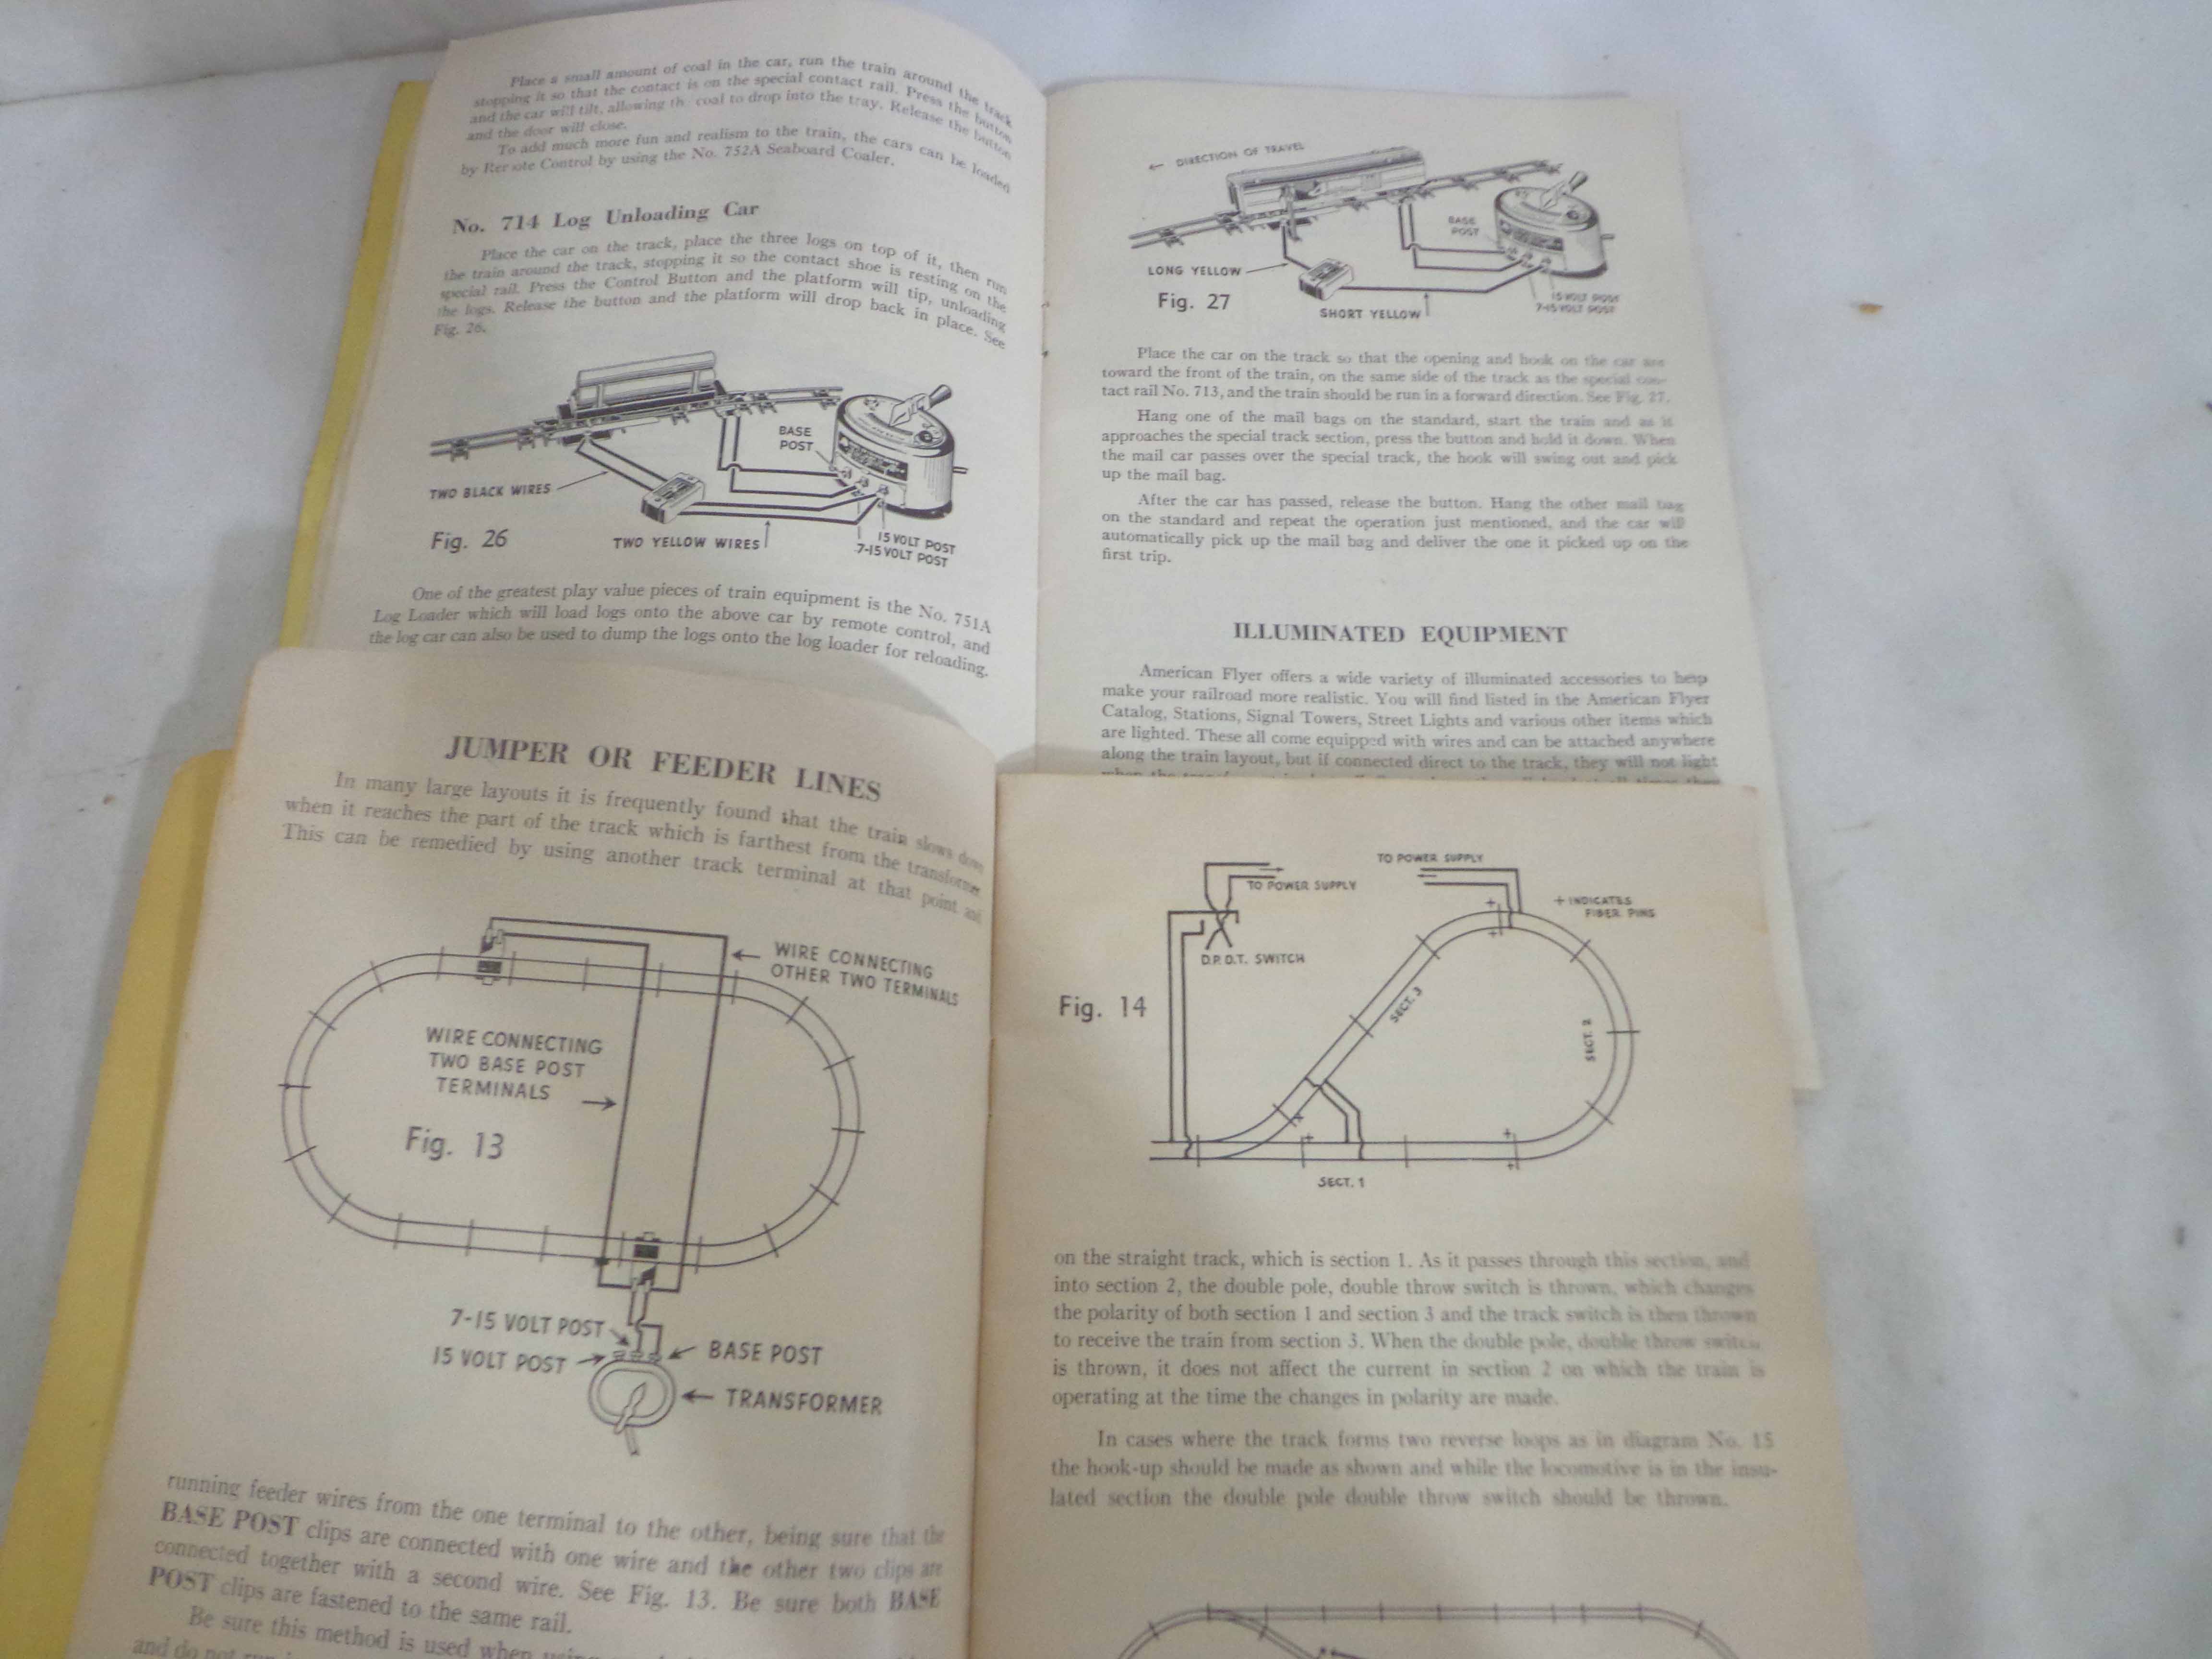 Place a small amount of coal in the car, run the train around the track
stopping it so that the contact is on the special contact rail. Press the button
and the car will tilt, allowing th coal to drop into the tray. Release the button
and the door will close.
To add much more fun and realism to the train, the cars can be loaded
by Remote Control by using the No. 752A Seaboard Coaler.
No. 714 Log Unloading Car
Place the car on the track, place the three logs on top of it, then run
the train around the track, stopping it so the contact shoe is resting on the
special rail. Press the Control Button and the platform will tip, unloading
the logs. Release the button and the platform will drop back in place. See
Fig. 26.
BASE
POST
TWO BLACK WIRES
Fig. 26
TWO YELLOW WIRES
15 VOLT POST
7-15 VOLT POST
One of the greatest play value pieces of train equipment is the No. 751A
Log Loader which will load logs onto the above car by remote control, and
the log car can also be used to dump the logs onto the log loader for reloading.
← DIRECTION OF TRAVEL
BASE
POST
LONG YELLOW
Fig. 27
SHORT YELLOW
15 VOLT POST
7-15 VOLT POST
Place the car on the track so that the opening and hook on the car are
toward the front of the train, on the same side of the track as the special con-
tact rail No. 713, and the train should be run in a forward direction. See Fig. 27.
Hang one of the mail bags on the standard, start the train and as it
approaches the special track section, press the button and hold it down. When
the mail car passes over the special track, the hook will swing out and pick
up the mail bag.
After the car has passed, release the button. Hang the other mail bag
on the standard and repeat the operation just mentioned, and the car will
automatically pick up the mail bag and deliver the one it picked up on the
first trip.
ILLUMINATED EQUIPMENT
American Flyer offers a wide variety of illuminated accessories to help
make your railroad more realistic. You will find listed in the American Flyer
Catalog, Stations, Signal Towers, Street Lights and various other items which
are lighted. These all come equipped with wires and can be attached anywhere
along the train layout, but if connected direct to the track, they will not light
JUMPER OR FEEDER LINES
In many large layouts it is frequently found that the train slows down
when it reaches the part of the track which is farthest from the transformer
This can be remedied by using another track terminal at that point and
WIRE CONNECTING
OTHER TWO TERMINALS
WIRE CONNECTING
TWO BASE POST
TERMINALS
Fig. 13
7-15 VOLT POST
15 VOLT POST
BASE POST
TRANSFORMER
running feeder wires from the one terminal to the other, being sure that the
BASE POST clips are connected with one wire and the other two clips are
connected together with a second wire. See Fig. 13. Be sure both BASE
POST clips are fastened to the same rail.
Be sure this method is used when
and do not
TO POWER SUPPLY
TO POWER SUPPLY
+ INDICATES
FIBER PINS
D.P.D.T. SWITCH
Fig. 14
SECT. 3
SECT. 2
SECT. 1
on the straight track, which is section 1. As it passes through this section, and
into section 2, the double pole, double throw switch is thrown, which changes
the polarity of both section 1 and section 3 and the track switch is then thrown
to receive the train from section 3. When the double pole, double throw switch
is thrown, it does not affect the current in section 2 on which the train is
operating at the time the changes in polarity are made.
In cases where the track forms two reverse loops as in diagram No. 15
the hook-up should be made as shown and while the locomotive is in the insu-
lated section the double pole double throw switch should be thrown.